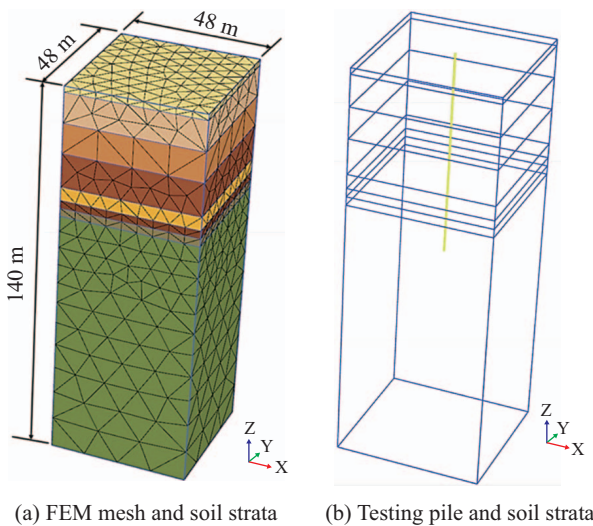 48 m
48 m
140 m
Z
Y
X
Z
Y
X
(a) FEM mesh and soil strata
(b) Testing pile and soil strata